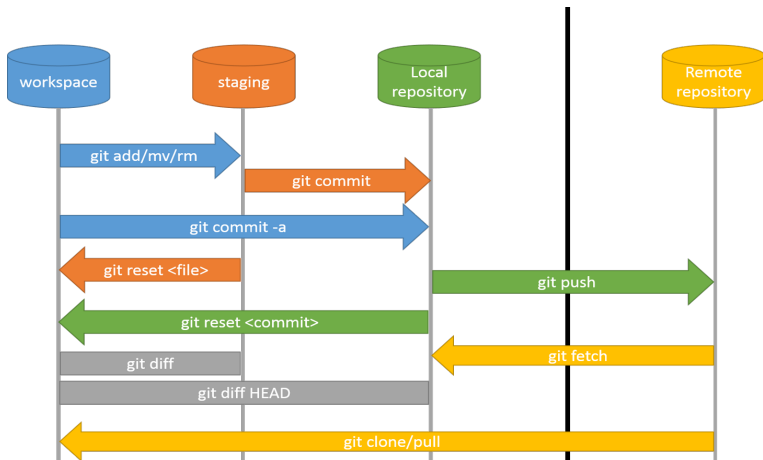 workspace
staging
Local
repository
Remote
repository
git add/mv/rm
git commit
git commit -a
git reset <file>
git push
git reset <commit>
git fetch
git diff
git diff HEAD
git clone/pull